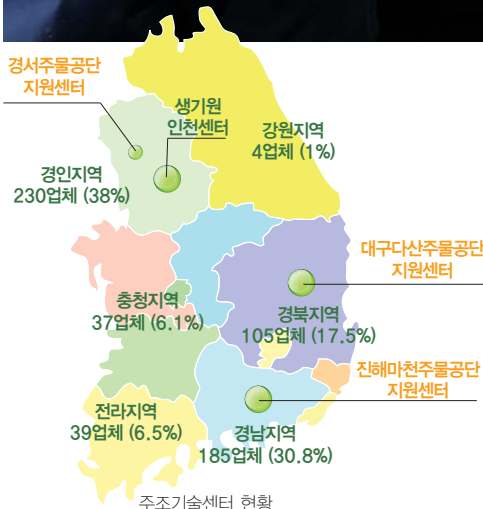 경서주물공단
지원센터
생기원
인천센터
강원지역
4업체 (1%)
경인지역
230업체 (38%)
대구다산주물공단
지원센터
충청지역
37업체 (6.1%)
경북지역
105업체 (17.5%)
진해마천주물공단
지원센터
전라지역
39업체 (6.5%)
경남지역
185업체 (30.8%)
주조기술센터 현황